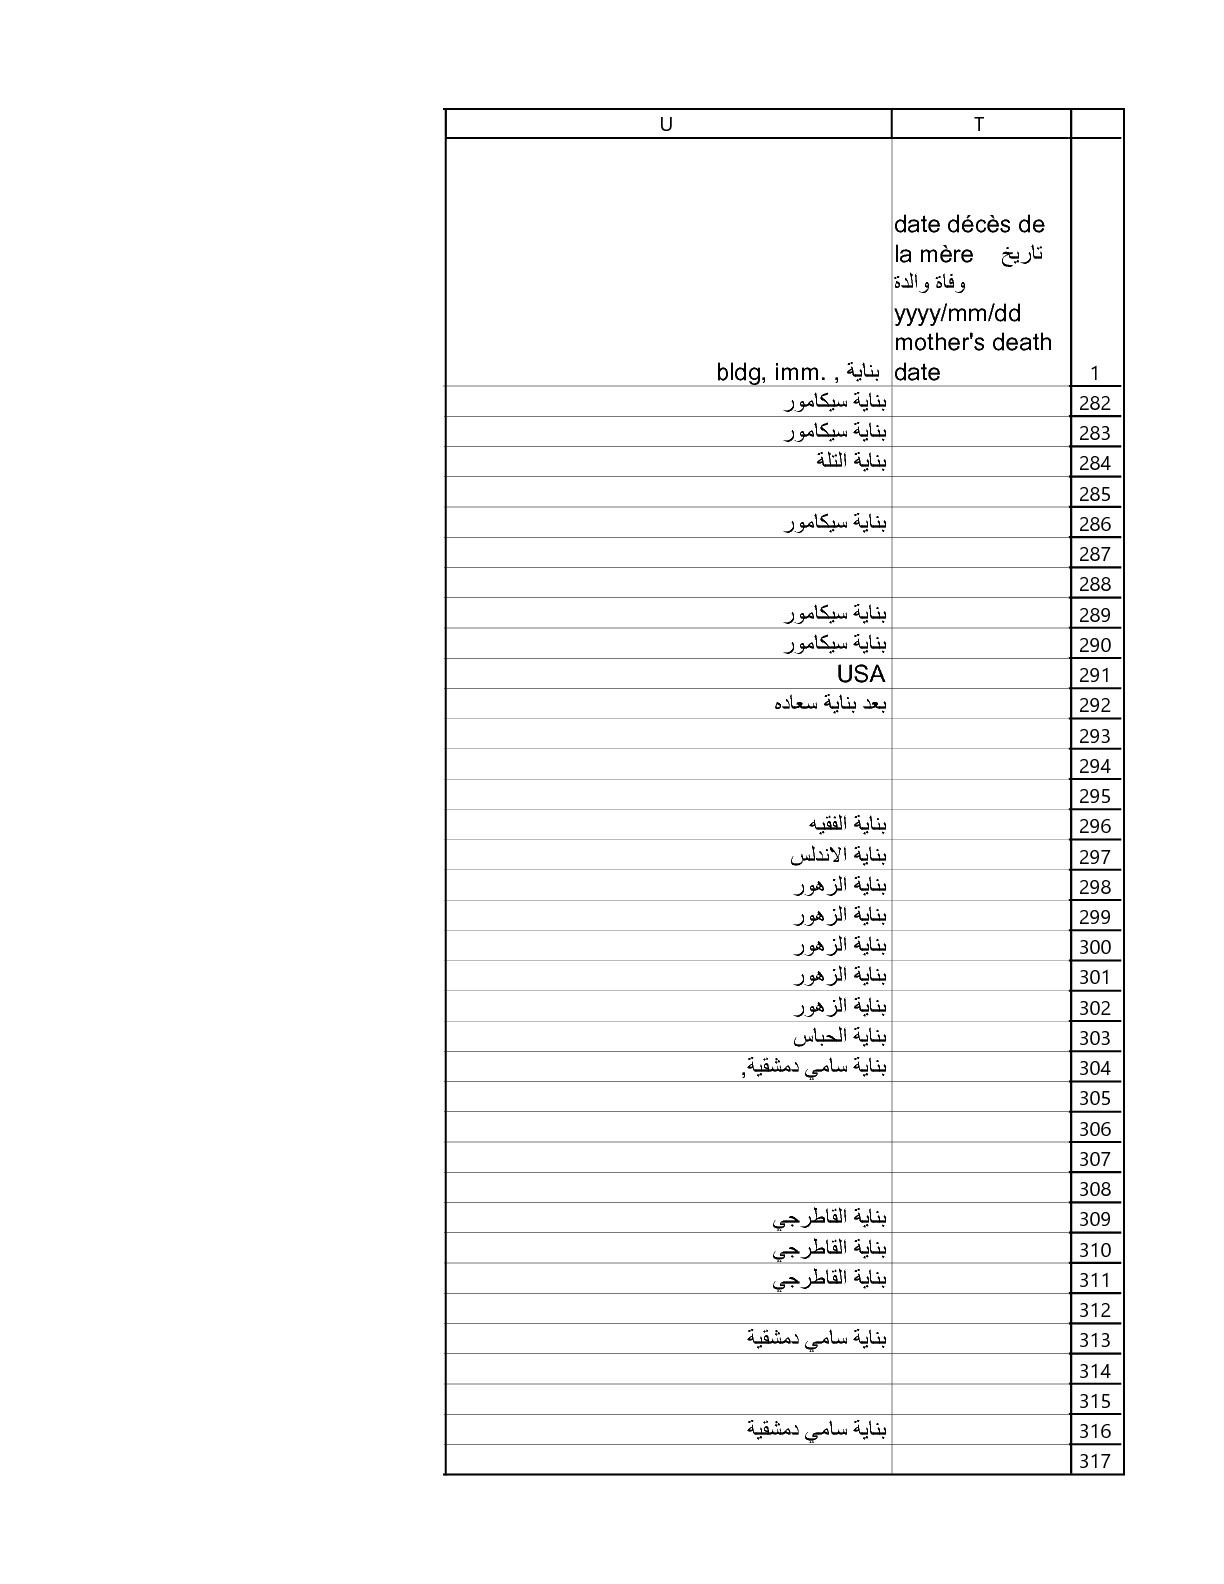 T U
date décès de
la mère تاريخ
وفاة والدة
yyyy/mm/dd
mother's death
date
1 bldg, imm. , بناية
282 بناية سيكامور
283 بناية سيكامور
284 بناية التلة
285
286 بناية سيكامور
287
288
289 بناية سيكامور
290 بناية سيكامور
291 USA
292 بعد بناية سعاده
293
294
295
296 بناية الفقيه
297 بناية الاندلس
298 بناية الزهور
299 بناية الزهور
300 بناية الزهور
301 بناية الزهور
302 بناية الزهور
303 بناية الحباس
304 بناية سامي دمشقية,
305
306
307
308
309 بناية القاطرجي
310 بناية القاطرجي
311 بناية القاطرجي
312
313 بناية سامي دمشقية
314
315
316 بناية سامي دمشقية
317